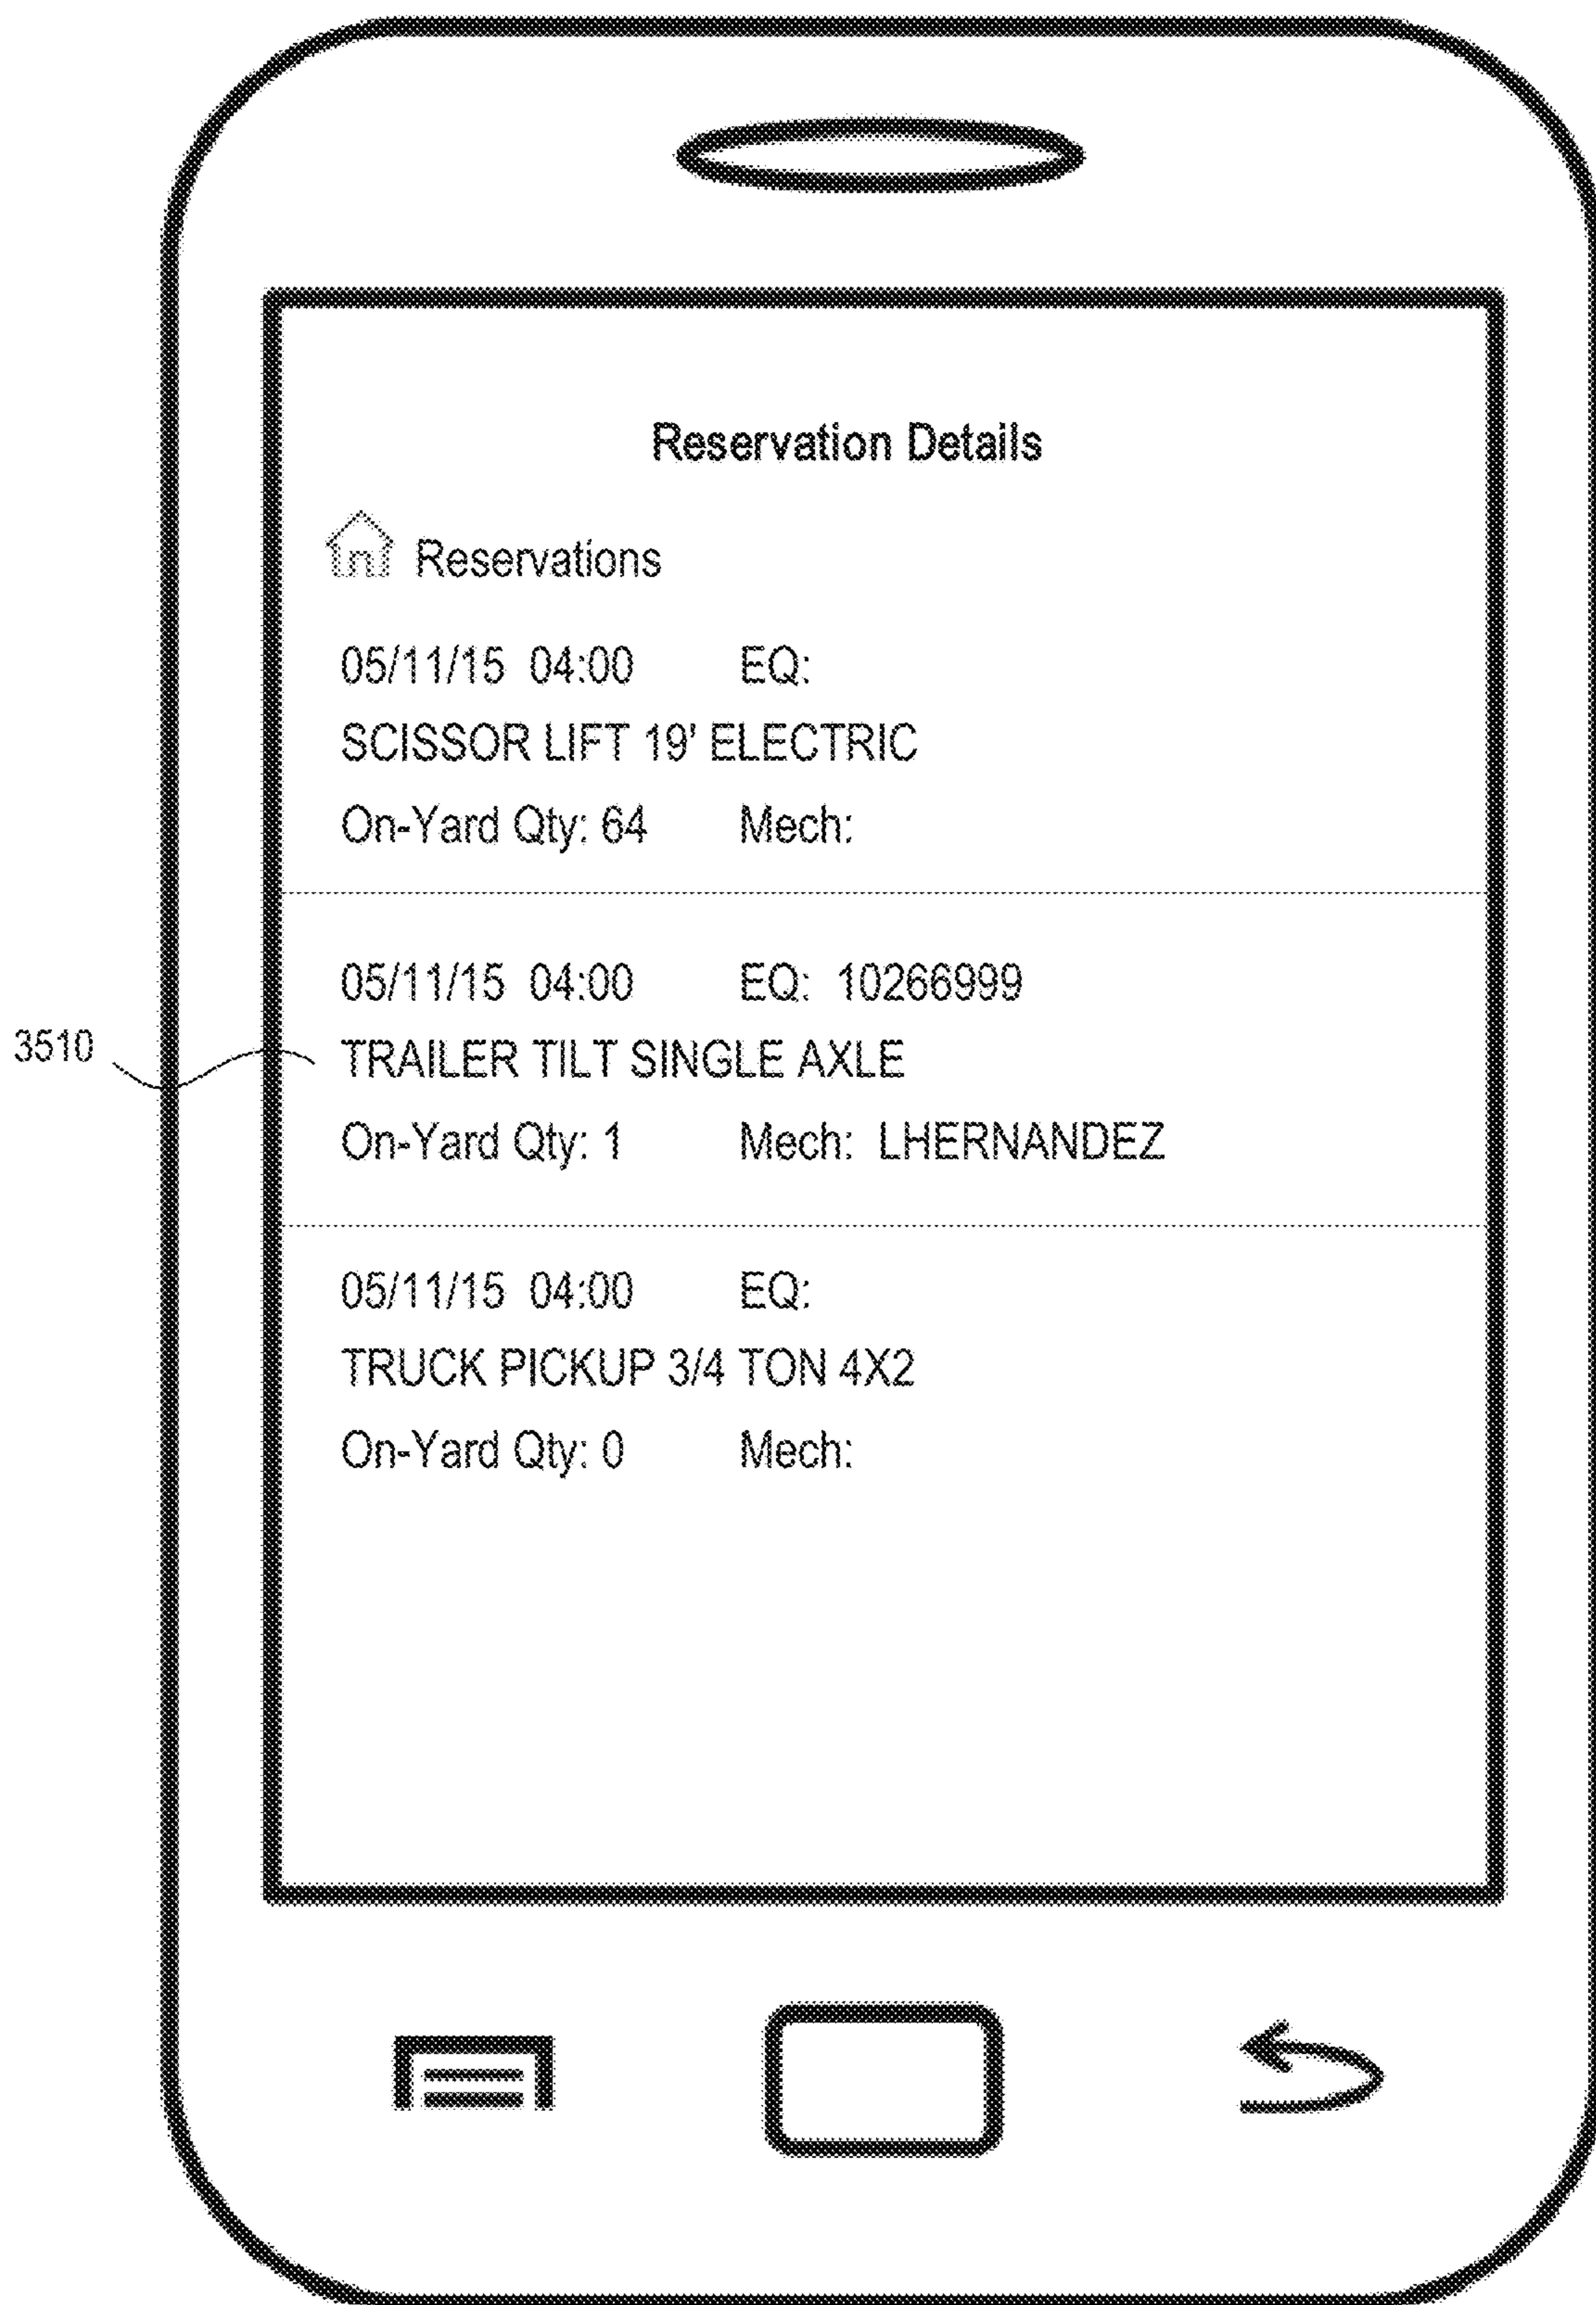 Reservation Details
Reservations
05/11/15 04:00 EQ:
SCISSOR LIFT 19' ELECTRIC
On-Yard Qty: 64 Mech:
05/11/15 04:00 EQ: 10266999
3510 TRAILER TILT SINGLE AXLE
On-Yard Qty: 1 Mech: LHERNANDEZ
05/11/15 04:00 EQ:
TRUCK PICKUP 3/4 TON 4X2
On-Yard Qty: 0 Mech: